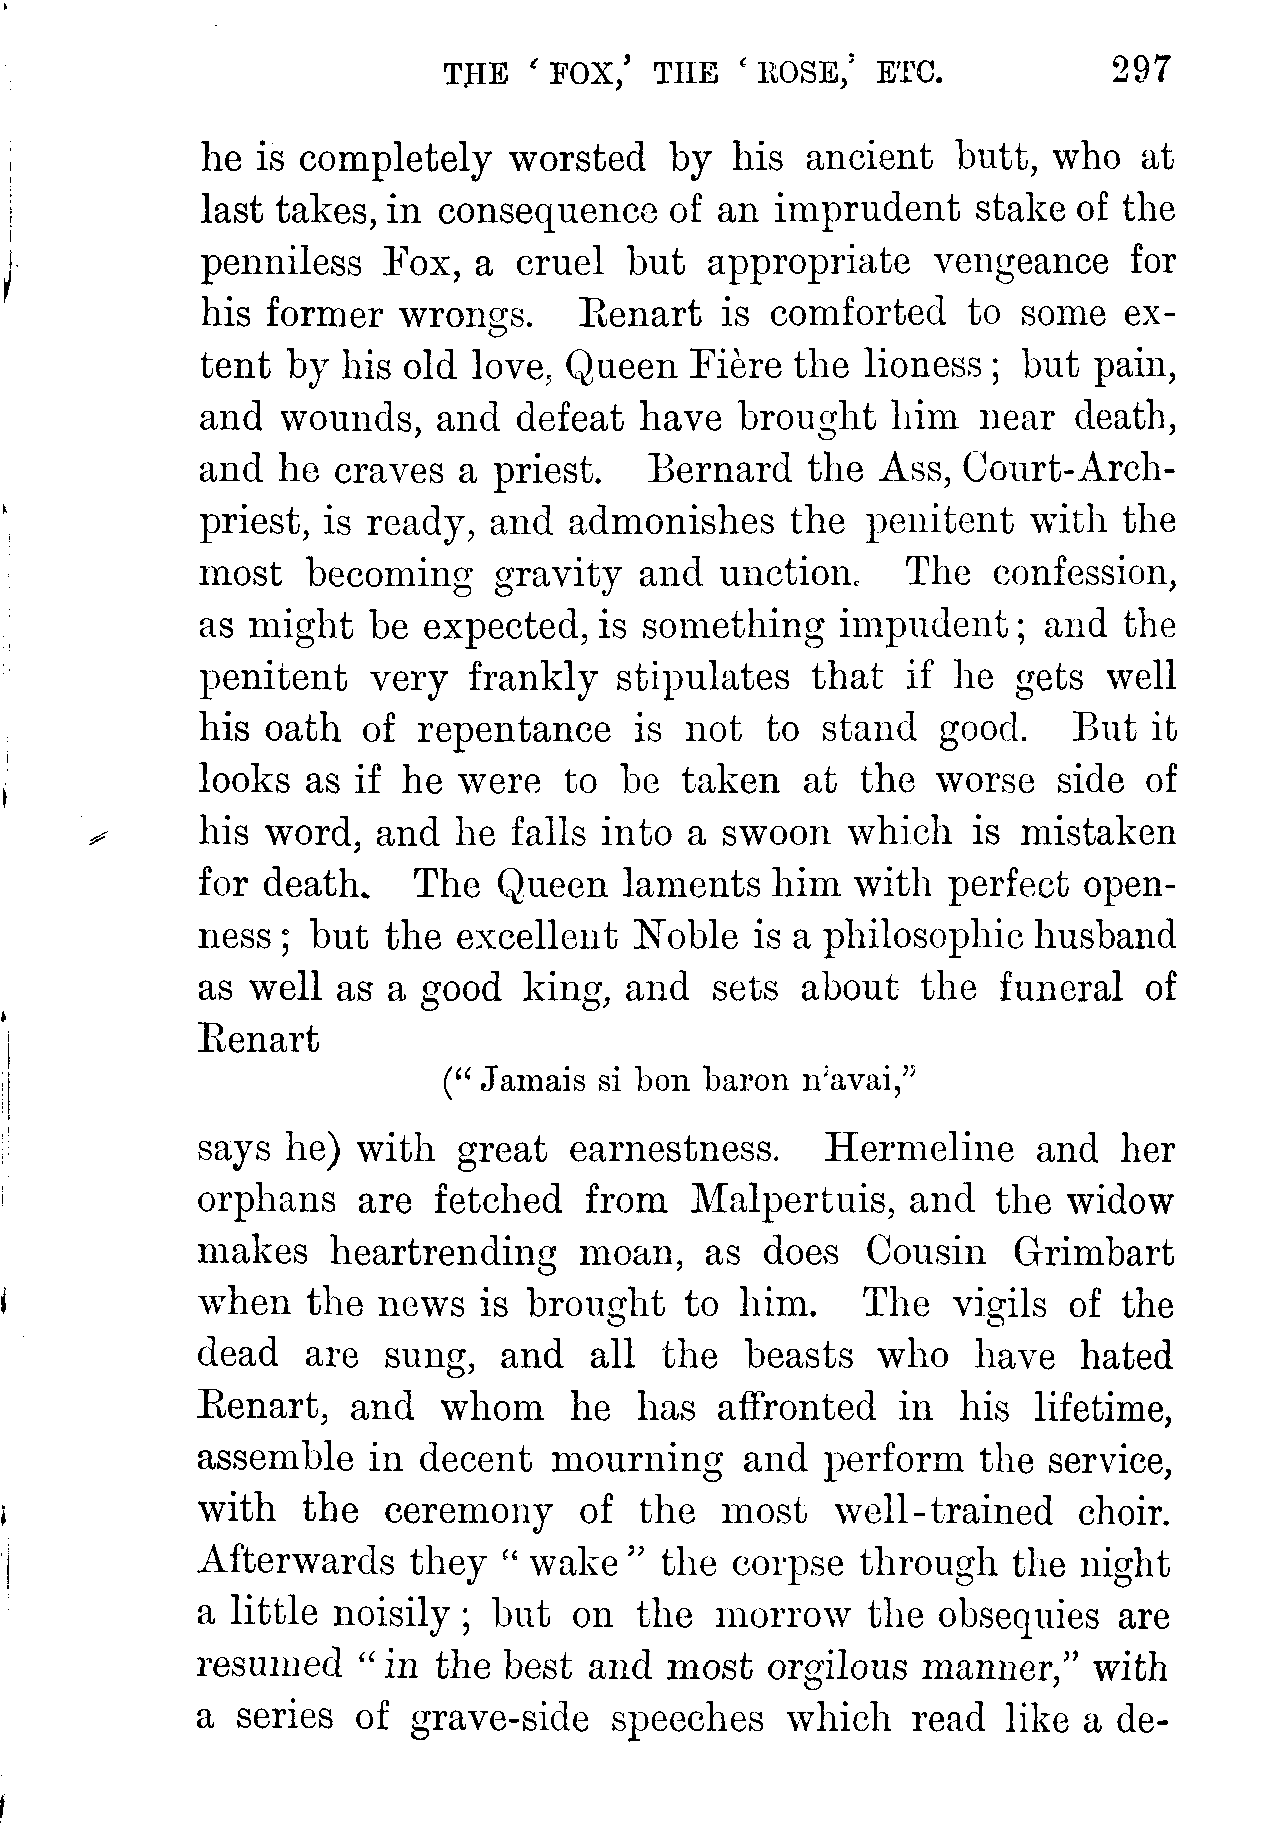 THE ‘ FOX,’ THE ‘ ROSE,’ ETC. 297
he is completely worsted by his ancient butt, who at
last takes, in consequence of an imprudent stake of the
penniless Fox, a cruel but appropriate vengeance for
his former wrongs. Renart is comforted to some ex-
tent by his old love, Queen Fière the lioness ; but pain,
and wounds, and defeat have brought him near death,
and he craves a priest. Bernard the Ass, Court-Arch-
priest, is ready, and admonishes the penitent with the
most becoming gravity and unction. The confession,
as might be expected, is something impudent ; and the
penitent very frankly stipulates that if he gets well
his oath of repentance is not to stand good. But it
looks as if he were to be taken at the worse side of
his word, and he falls into a swoon which is mistaken
for death. The Queen laments him with perfect open-
ness ; but the excellent Noble is a philosophic husband
as well as a good king, and sets about the funeral of
Renart
(“ Jamais si bon baron n'avai,”
says he) with great earnestness. Hermeline and her
orphans are fetched from Malpertuis, and the widow
makes heartrending moan, as does Cousin Grimbart
when the news is brought to him. The vigils of the
dead are sung, and all the beasts who have hated
Renart, and whom he has affronted in his lifetime,
assemble in decent mourning and perform the service,
with the ceremony of the most well-trained choir.
Afterwards they “ wake ” the corpse through the night
a little noisily ; but on the morrow the obsequies are
resumed “ in the best and most orgilous manner,” with
a series of grave-side speeches which read like a de-